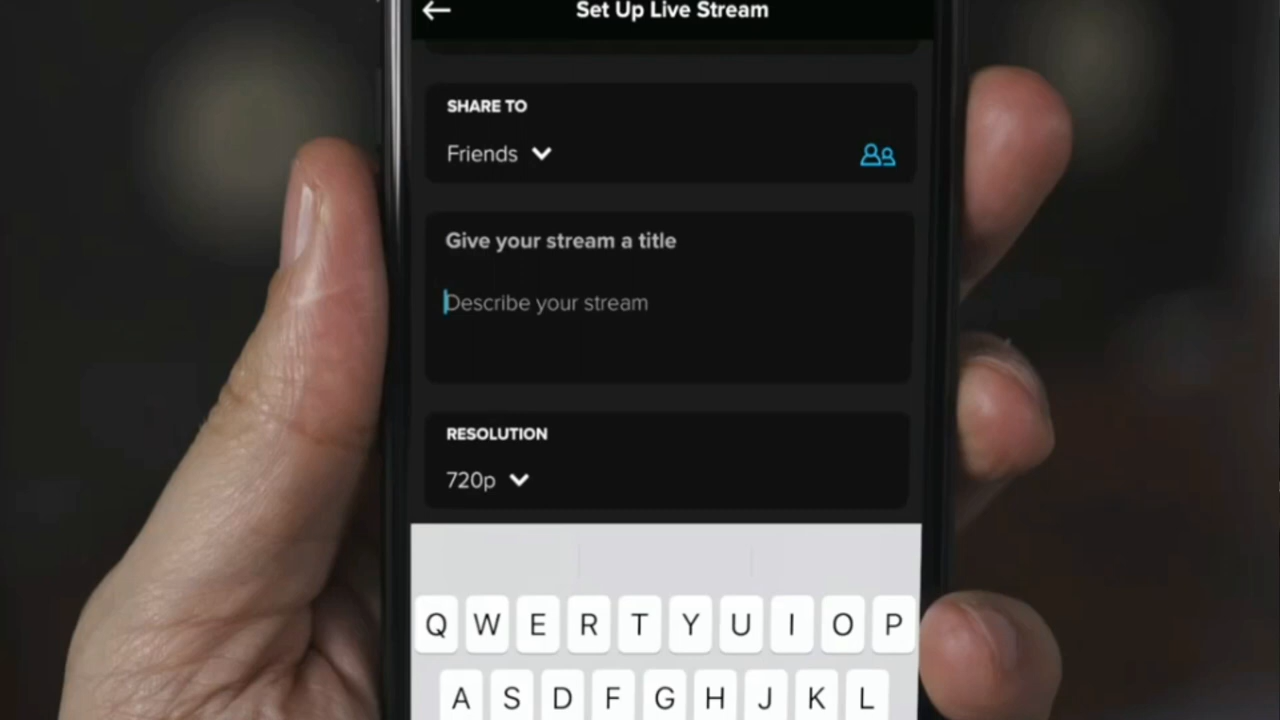 Set Up Live Stream
SHARE TO
Friends
Give your stream a title
Describe your stream
RESOLUTION
720p
Q W E R T Y U I O P
A S D F G H J K L